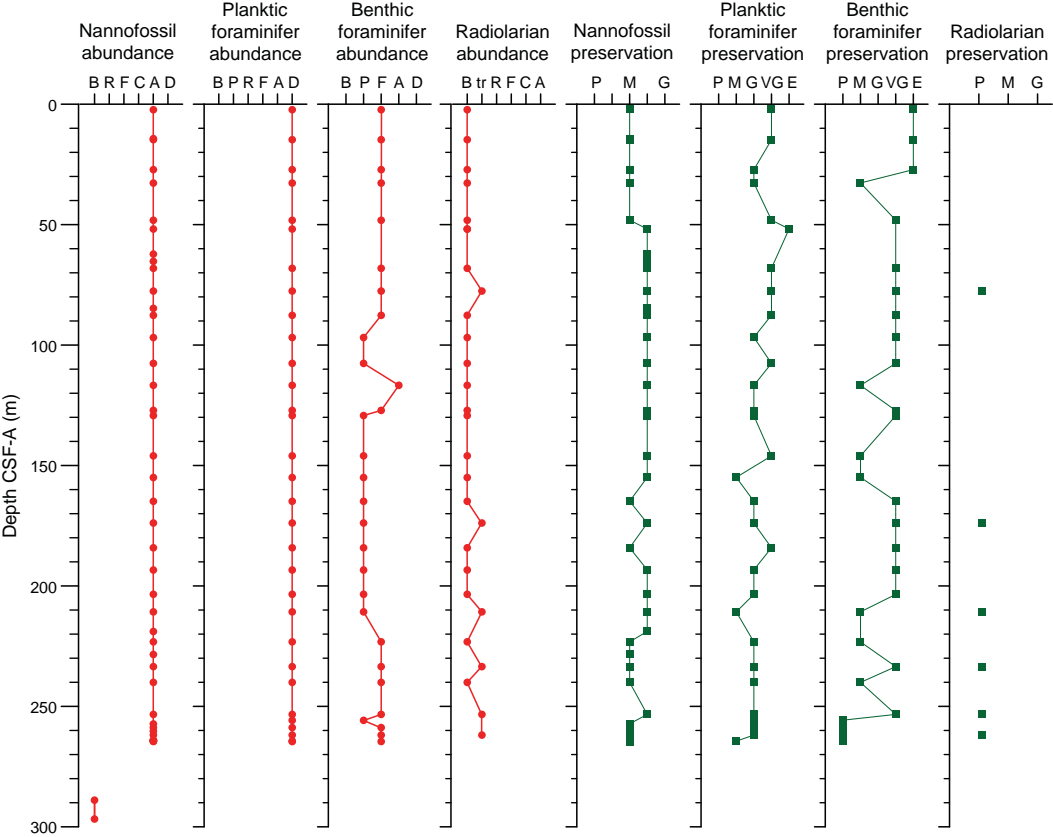 Nannofossil
abundance
Planktic
foraminifer
abundance
Benthic
foraminifer
abundance
Radiolarian
abundance
Nannofossil
preservation
Planktic
foraminifer
preservation
Benthic
foraminifer
preservation
Radiolarian
preservation
B R F C A D
B P R F A D
B P F A D
B tr R F C A
P M G
P M G VG E
P M G VG E
P M G
0
50
100
150
200
250
300
Depth CSF-A (m)